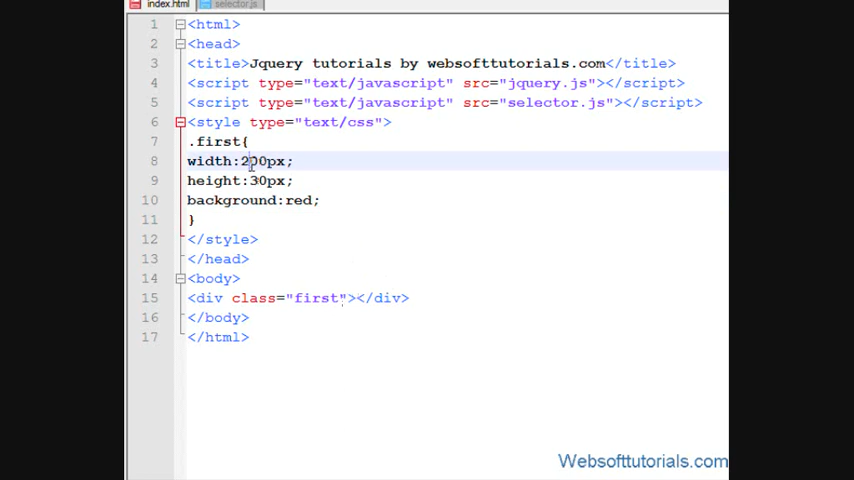 index.html selector.js
1 <html>
2 <head>
3 <title>Jquery tutorials by websofttutorials.com</title>
4 <script type="text/javascript" src="jquery.js"></script>
5 <script type="text/javascript" src="selector.js"></script>
6 <style type="text/css">
7 .first{
8 width:200px;
9 height:30px;
10 background:red;
11 }
12 </style>
13 </head>
14 <body>
15 <div class="first"></div>
16 </body>
17 </html>
Websofttutorials.com